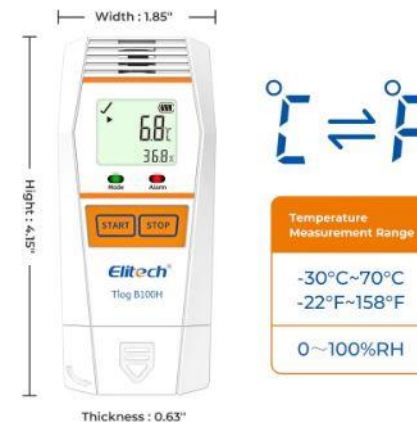 Width : 1.85"
Hight : 4.15"
6.8°C
36.8%
Mode Alarm
START STOP
Elitech®
Tlog B100H
Thickness : 0.63"
°C ⇌ °F
Temperature
Measurement Range
-30°C~70°C
-22°F~158°F
0~100%RH